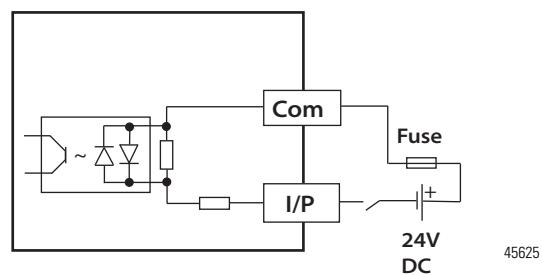 Com
Fuse
~
I/P
+
24V
DC
45625